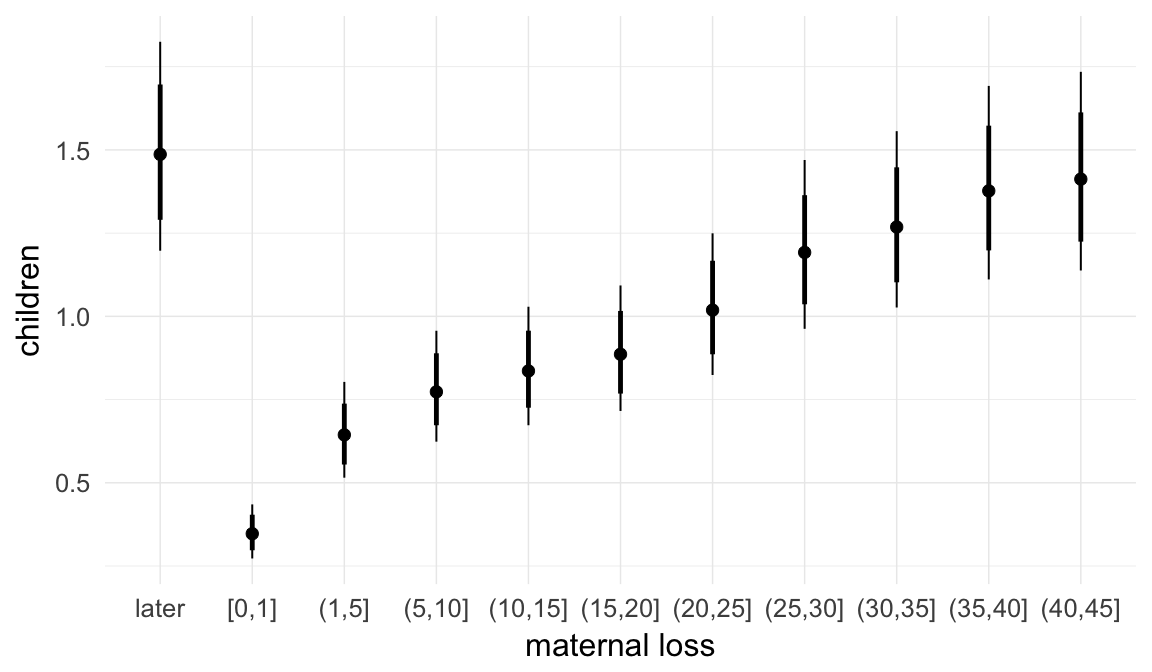 children
1.5
1.0
0.5
later [0,1] (1,5] (5,10] (10,15] (15,20] (20,25] (25,30] (30,35] (35,40] (40,45]
maternal loss